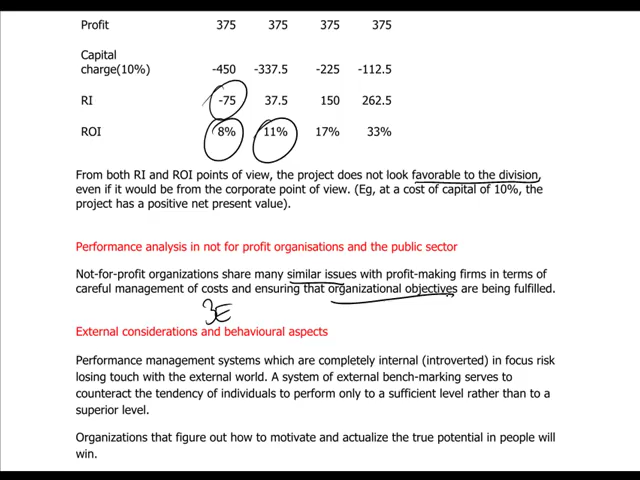 Profit 375 375 375 375
Capital
charge(10%) -450 -337.5 -225 -112.5
RI -75 37.5 150 262.5
ROI 8% 11% 17% 33%
From both RI and ROI points of view, the project does not look favorable to the division,
even if it would be from the corporate point of view. (Eg, at a cost of capital of 10%, the
project has a positive net present value).
Performance analysis in not for profit organisations and the public sector
Not-for-profit organizations share many similar issues with profit-making firms in terms of
careful management of costs and ensuring that organizational objectives are being fulfilled.
3E
External considerations and behavioural aspects
Performance management systems which are completely internal (introverted) in focus risk
losing touch with the external world. A system of external bench-marking serves to
counteract the tendency of individuals to perform only to a sufficient level rather than to a
superior level.
Organizations that figure out how to motivate and actualize the true potential in people will
win.